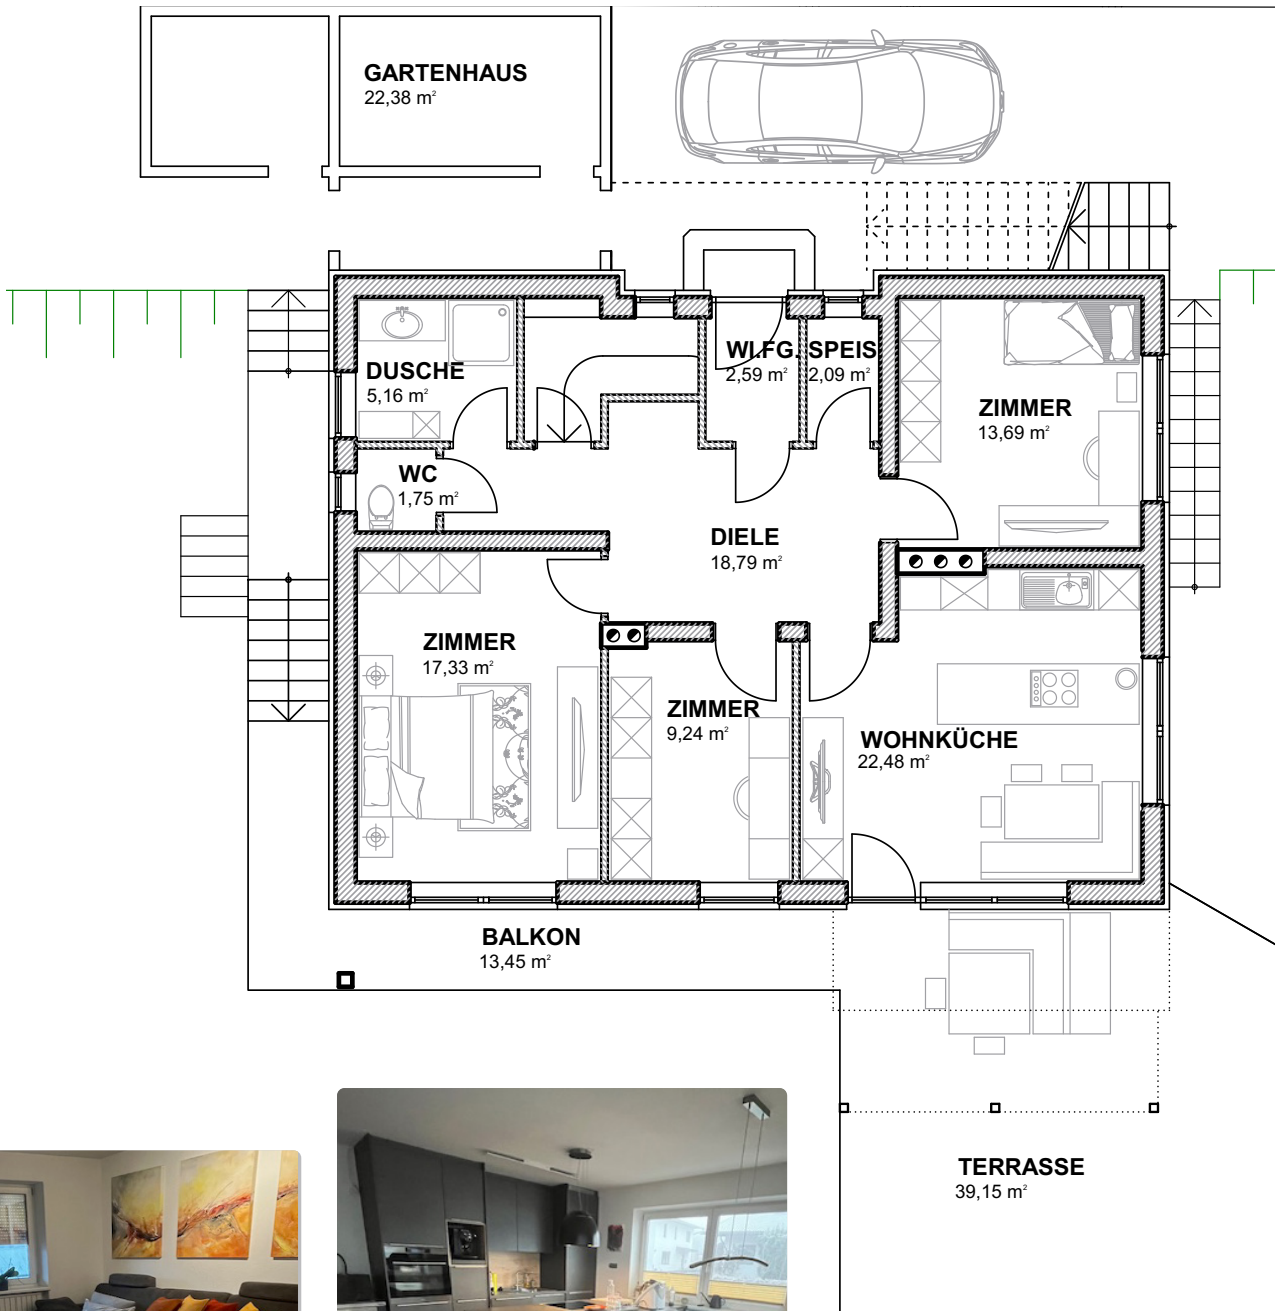 GARTENHAUS
22,38 m²
WI.FG.
2,59 m²
SPEIS
2,09 m²
DUSCHE
5,16 m²
ZIMMER
13,69 m²
WC
1,75 m²
DIELE
18,79 m²
ZIMMER
17,33 m²
ZIMMER
9,24 m²
WOHNKÜCHE
22,48 m²
BALKON
13,45 m²
TERRASSE
39,15 m²